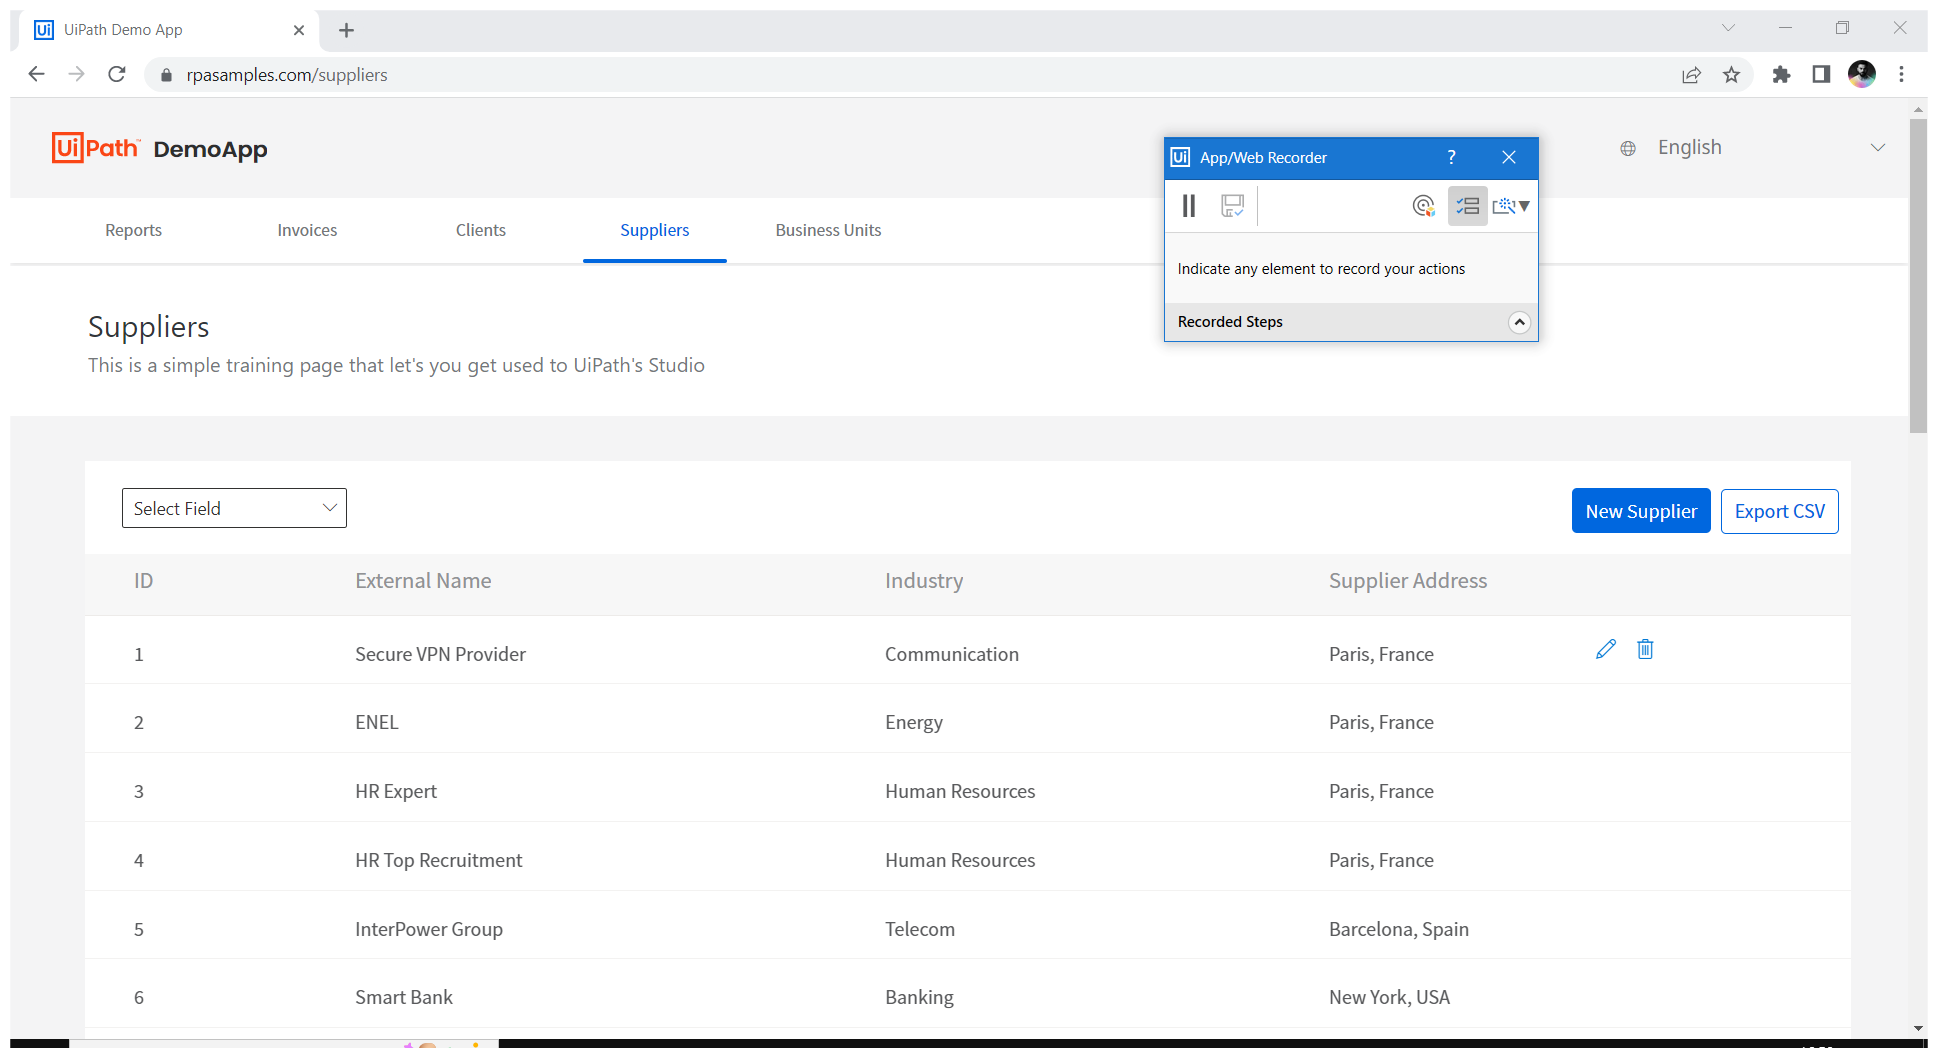 Ui UiPath Demo App
rpasamples.com/suppliers
UiPath™ DemoApp
English
Ui App/Web Recorder ?
Reports Invoices Clients Suppliers Business Units
Indicate any element to record your actions
Recorded Steps
Suppliers
This is a simple training page that let's you get used to UiPath's Studio
Select Field
New Supplier Export CSV
ID External Name Industry Supplier Address
1 Secure VPN Provider Communication Paris, France
2 ENEL Energy Paris, France
3 HR Expert Human Resources Paris, France
4 HR Top Recruitment Human Resources Paris, France
5 InterPower Group Telecom Barcelona, Spain
6 Smart Bank Banking New York, USA